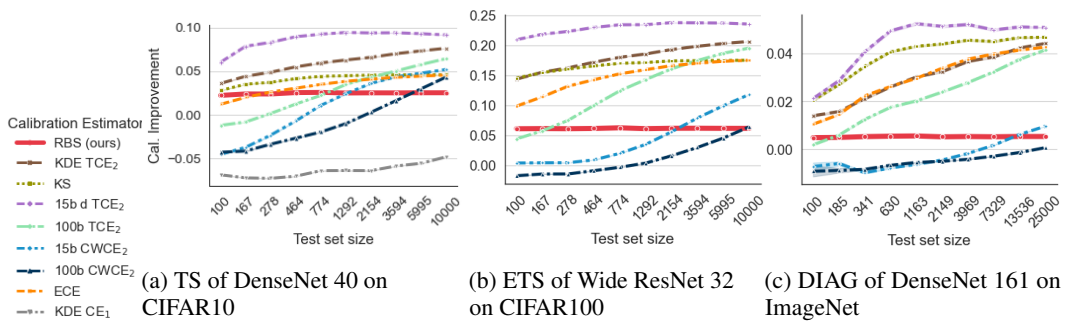 Calibration Estimator
RBS (ours)
KDE TCE₂
KS
15b d TCE₂
100b TCE₂
15b CWCE₂
100b CWCE₂
ECE
KDE CE₁
Cal. Improvement
0.10
0.05
0.00
−0.05
100 167 278 464 774 1292 2154 3594 5995 10000
Test set size
(a) TS of DenseNet 40 on
CIFAR10
0.25
0.20
0.15
0.10
0.05
0.00
100 167 278 464 774 1292 2154 3594 5995 10000
Test set size
(b) ETS of Wide ResNet 32
on CIFAR100
0.04
0.02
0.00
100 185 341 630 1163 2149 3969 7329 13536 25000
Test set size
(c) DIAG of DenseNet 161 on
ImageNet